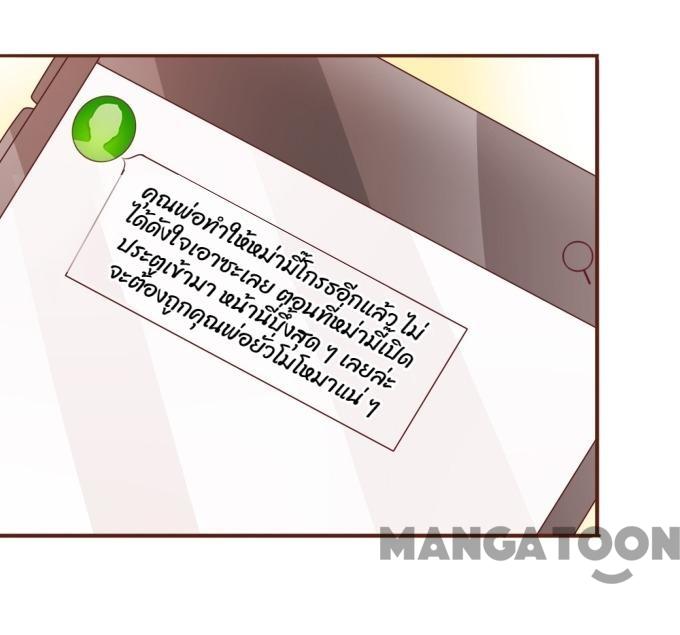 คุณพ่อทำให้หม่ามี๊โกรธอีกแล้ว ไม่
ได้ดังใจเอาซะเลย ตอนที่หม่ามี๊เปิด
ประตูเข้ามา หน้านี่บึ้งสุด ๆ เลยล่ะ
จะต้องถูกคุณพ่อยั่วโมโหมาแน่ ๆ
MANGATOON